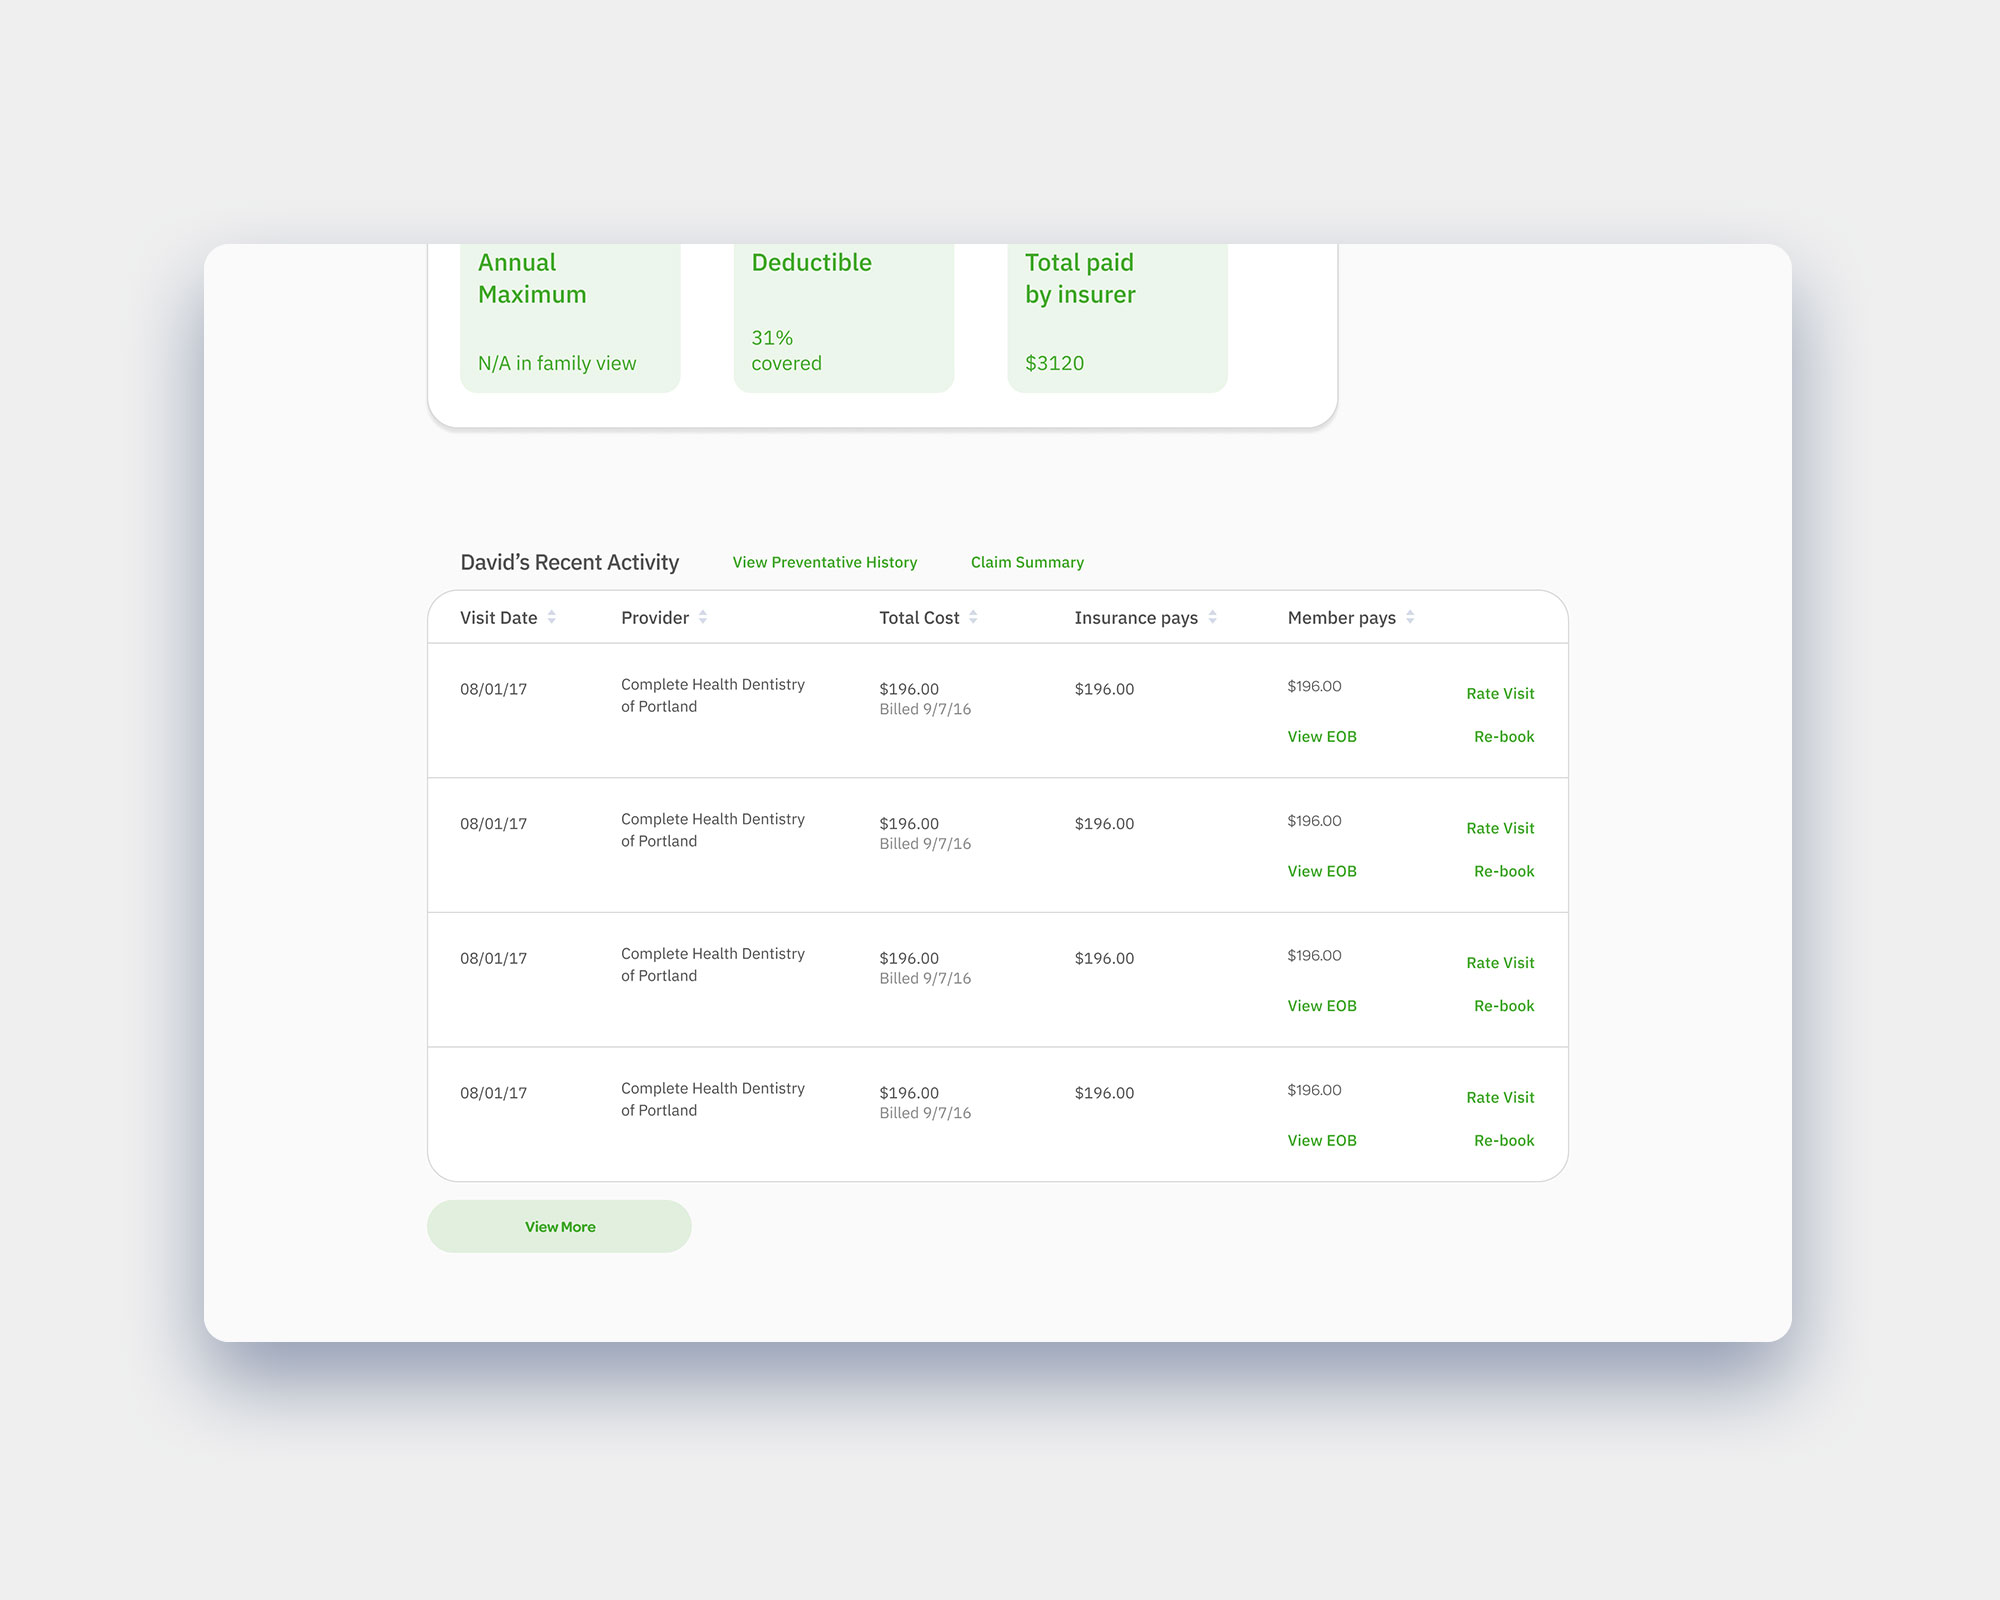 Annual
Maximum
N/A in family view
Deductible
31%
covered
Total paid
by insurer
$3120
David’s Recent Activity View Preventative History Claim Summary
Visit Date Provider Total Cost Insurance pays Member pays
08/01/17 Complete Health Dentistry $196.00 $196.00 $196.00 Rate Visit
of Portland Billed 9/7/16
View EOB Re-book
08/01/17 Complete Health Dentistry $196.00 $196.00 $196.00 Rate Visit
of Portland Billed 9/7/16
View EOB Re-book
08/01/17 Complete Health Dentistry $196.00 $196.00 $196.00 Rate Visit
of Portland Billed 9/7/16
View EOB Re-book
08/01/17 Complete Health Dentistry $196.00 $196.00 $196.00 Rate Visit
of Portland Billed 9/7/16
View EOB Re-book
View More